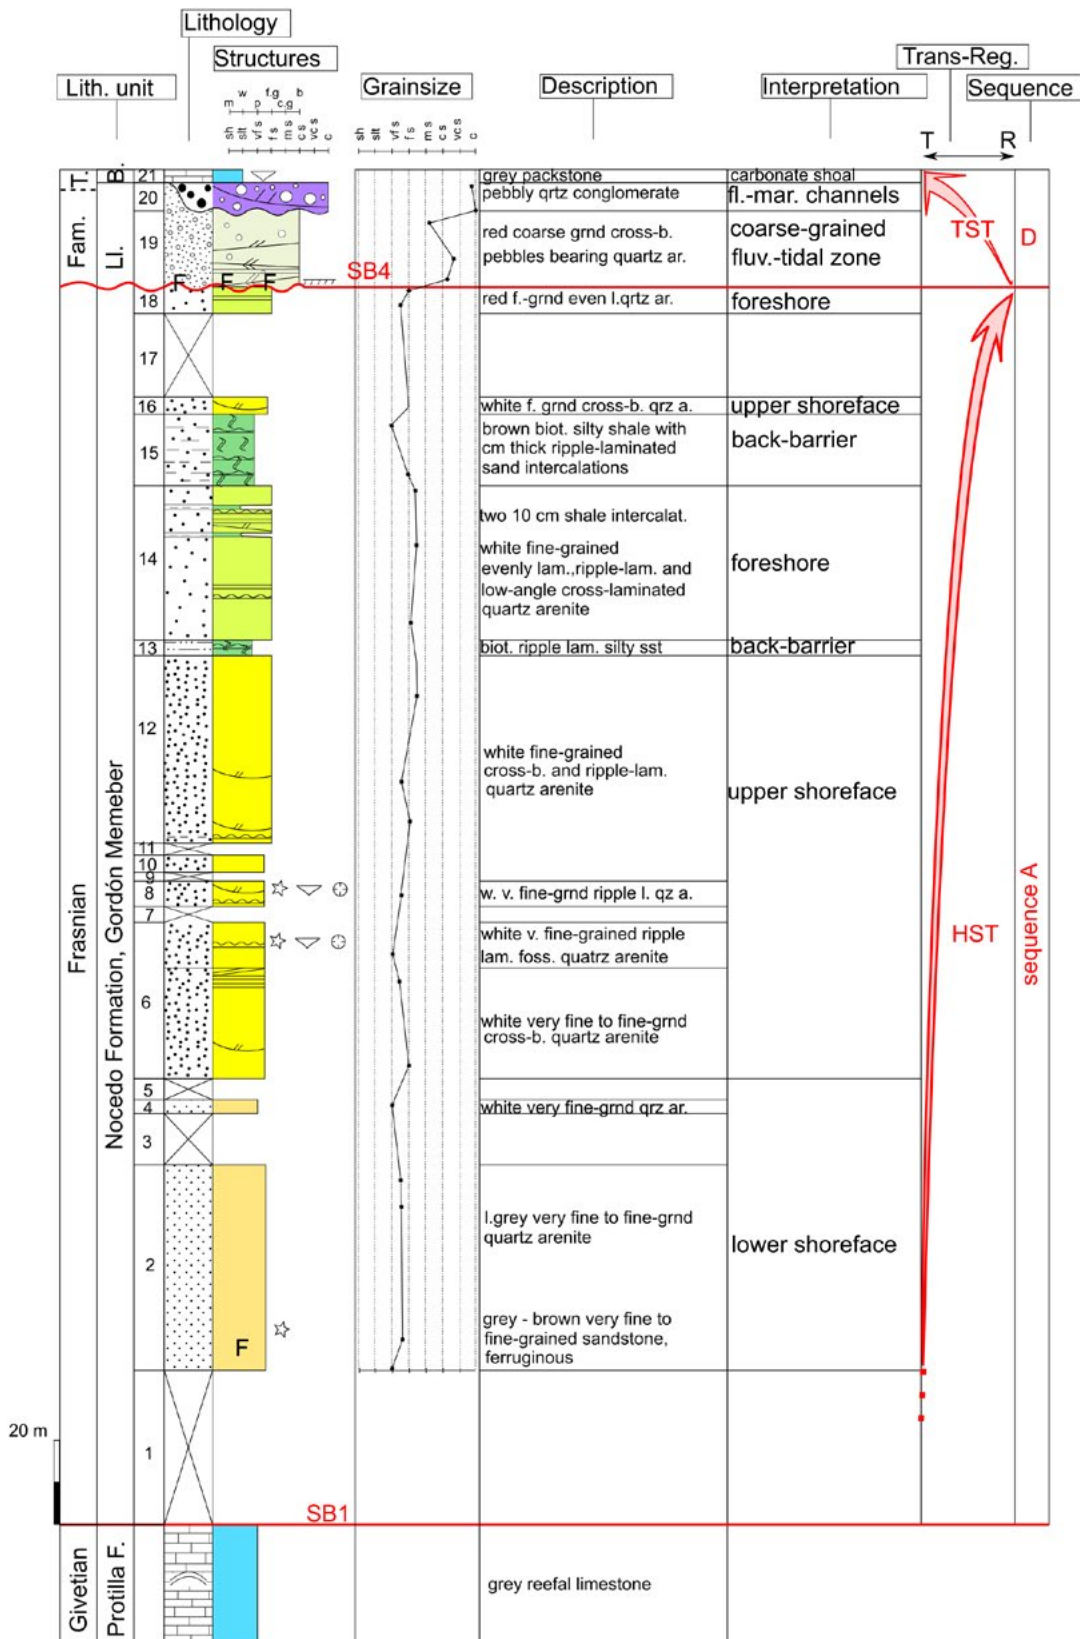 Lithology
Structures
Trans-Reg.
Lith. unit
Grainsize
Description
Interpretation
Sequence
w f.g b
m p c.g
sh slt vf s f s m s c s vc s c
sh slt vf s f s m s c s vc s c
T R
T. B. 21 grey packstone carbonate shoal
20 pebbly qrtz conglomerate fl.-mar. channels
Fam. Ll. 19 red coarse grnd cross-b. coarse-grained
pebbles bearing quartz ar. fluv.-tidal zone
TST D
F F F SB4
18 red f.-grnd even l.qrtz ar. foreshore
17
16 white f. grnd cross-b. qrz a. upper shoreface
15 brown biot. silty shale with back-barrier
cm thick ripple-laminated
sand intercalations
two 10 cm shale intercalat.
14 white fine-grained foreshore
evenly lam.,ripple-lam. and
low-angle cross-laminated
quartz arenite
13 biot. ripple lam. silty sst back-barrier
12
white fine-grained
cross-b. and ripple-lam. upper shoreface
quartz arenite
11
10
9
8 w. v. fine-grnd ripple l. qz a.
7
white v. fine-grained ripple HST
lam. foss. quatrz arenite
6
white very fine to fine-grnd
cross-b. quartz arenite
sequence A
Frasnian
Nocedo Formation, Gordón Memeber
5
4 white very fine-grnd qrz ar.
3
l.grey very fine to fine-grnd
quartz arenite
2 lower shoreface
grey - brown very fine to
F fine-grained sandstone,
ferruginous
20 m
1
SB1
Givetian
Protilla F.
grey reefal limestone